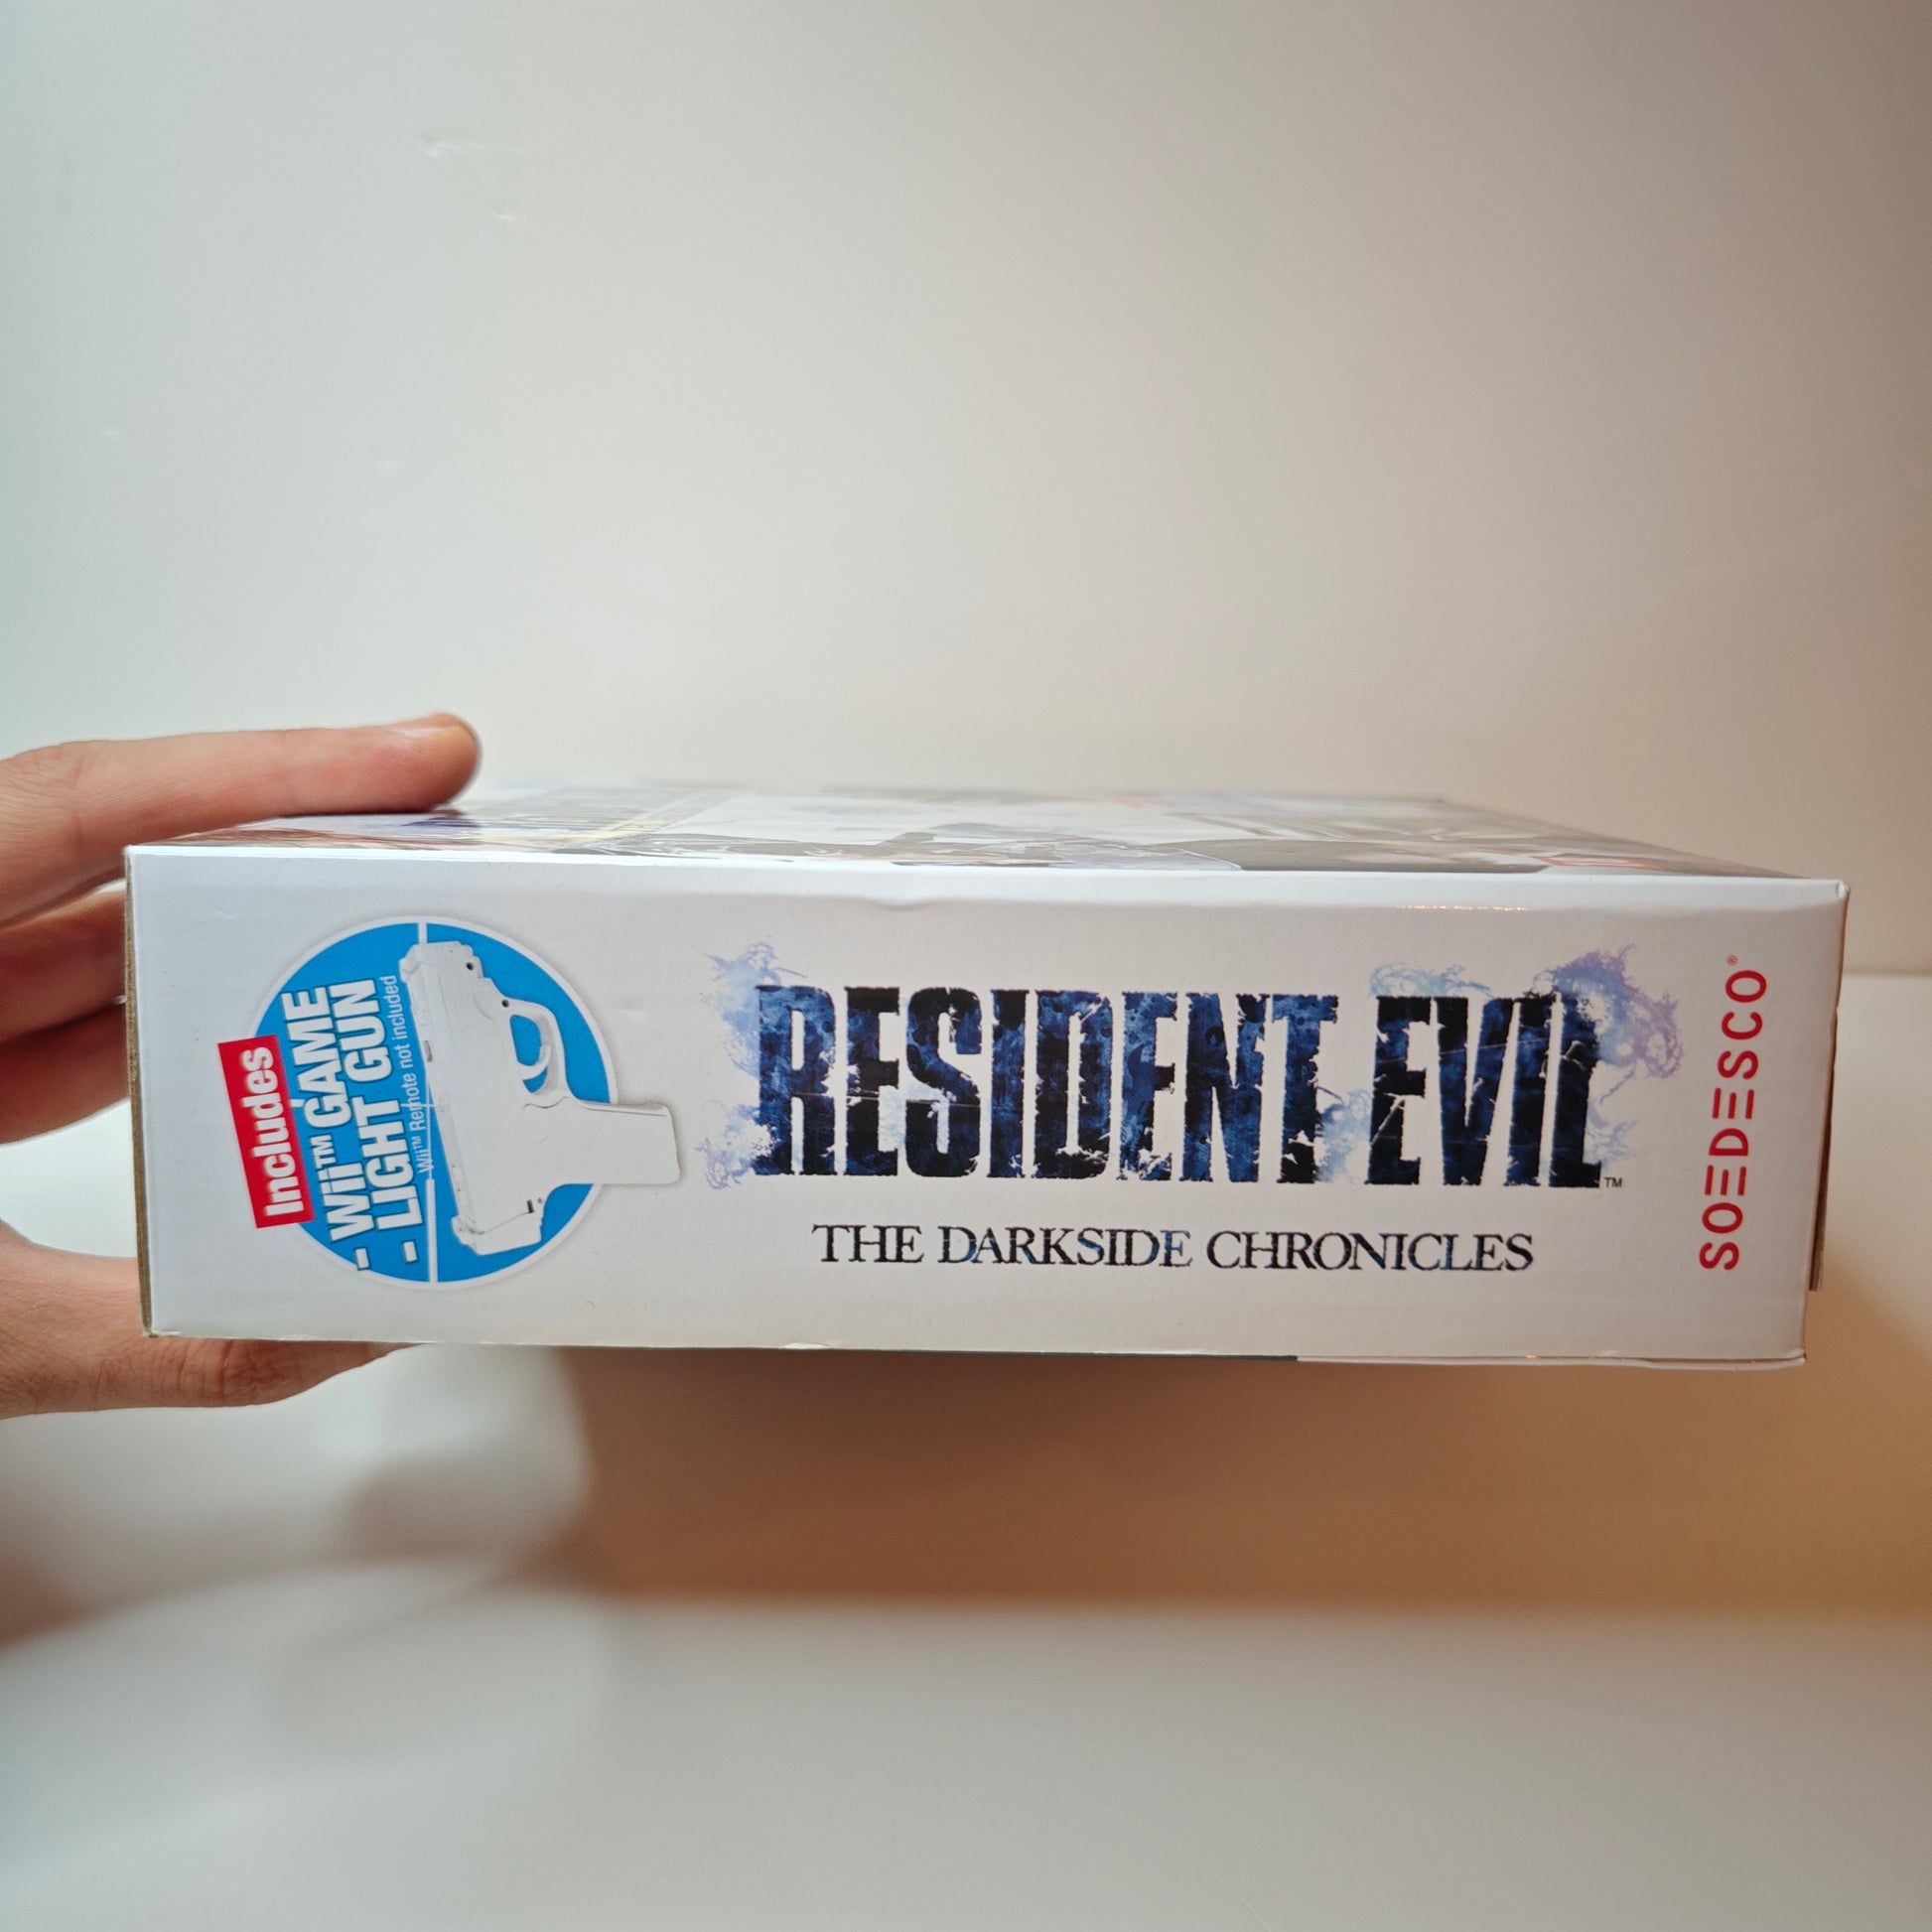 Includes
- Wii™ GAME
- LIGHT GUN
Wii™ Remote not included
RESIDENT EVIL™
THE DARKSIDE CHRONICLES
SOEDESCO®